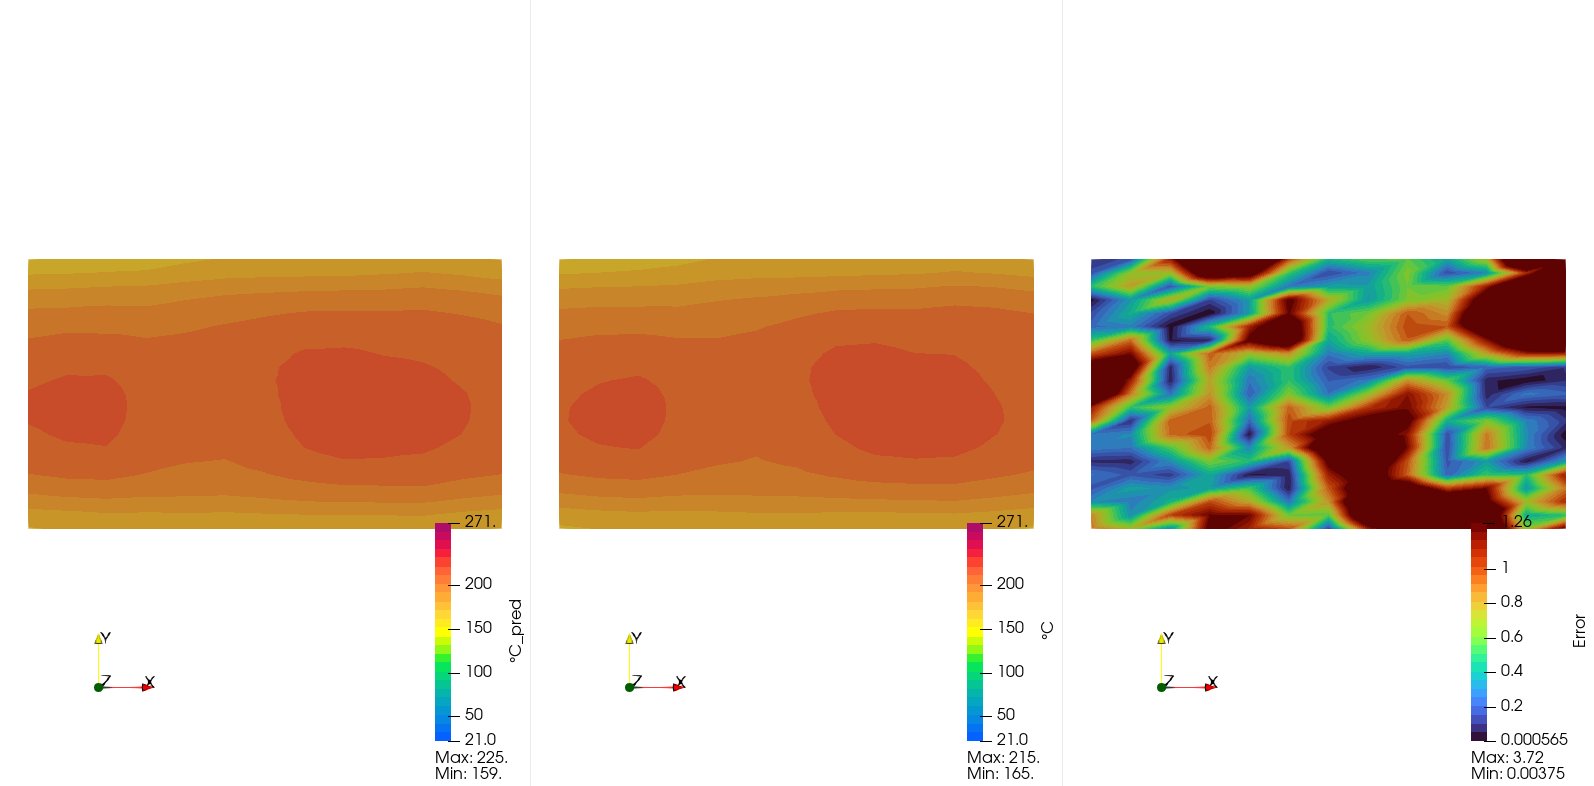 271.
200
150
100
50
21.0
°C_pred
Max: 225.
Min: 159.
Y
Z
X
271.
200
150
100
50
21.0
°C
Max: 215.
Min: 165.
Y
Z
X
1.26
1
0.8
0.6
0.4
0.2
0.000565
Error
Max: 3.72
Min: 0.00375
Y
Z
X